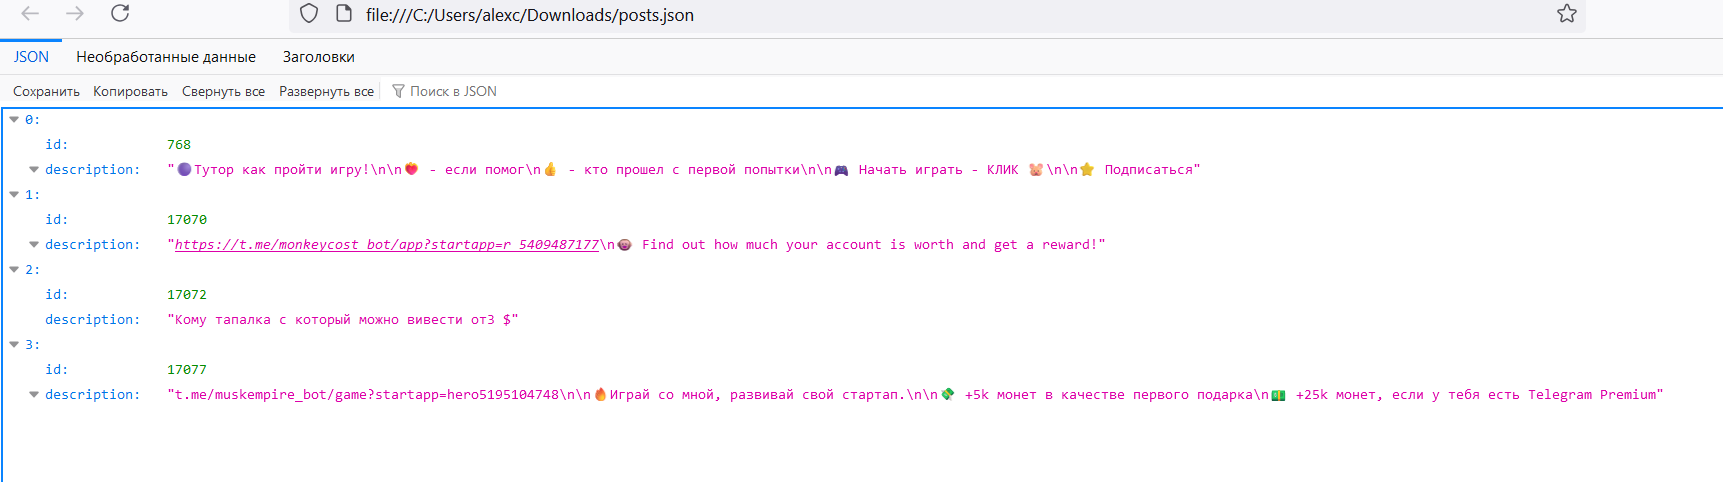 file:///C:/Users/alexc/Downloads/posts.json
JSON Необработанные данные Заголовки
Сохранить Копировать Свернуть все Развернуть все Поиск в JSON
0:
id: 768
description: "🟣Тутор как пройти игру!\n\n❤️‍🔥 - если помог\n👍 - кто прошел с первой попытки\n\n🎮 Начать играть - КЛИК 🐹\n\n⭐ Подписаться"
1:
id: 17070
description: "https://t.me/monkeycost_bot/app?startapp=r_5409487177\n🐵 Find out how much your account is worth and get a reward!"
2:
id: 17072
description: "Кому тапалка с который можно вивести от3 $"
3:
id: 17077
description: "t.me/muskempire_bot/game?startapp=hero5195104748\n\n🔥Играй со мной, развивай свой стартап.\n\n💸 +5k монет в качестве первого подарка\n💵 +25k монет, если у тебя есть Telegram Premium"